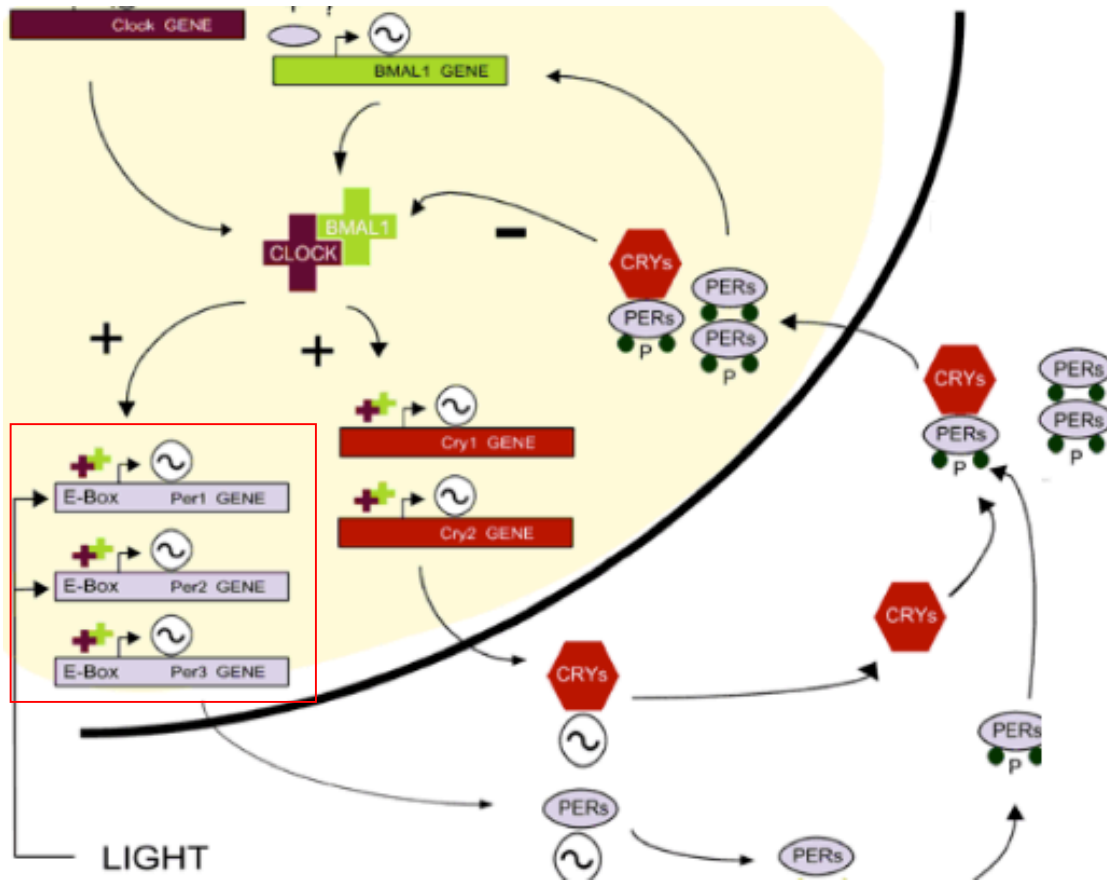 Clock GENE
BMAL1 GENE
BMAL1
CLOCK
CRYs
PERs
P
PERs
PERs
P
CRYs
PERs
P
PERs
PERs
P
+
+
-
Cry1 GENE
Cry2 GENE
E-Box Per1 GENE
E-Box Per2 GENE
E-Box Per3 GENE
CRYs
CRYs
PERs
P
PERs
PERs
LIGHT